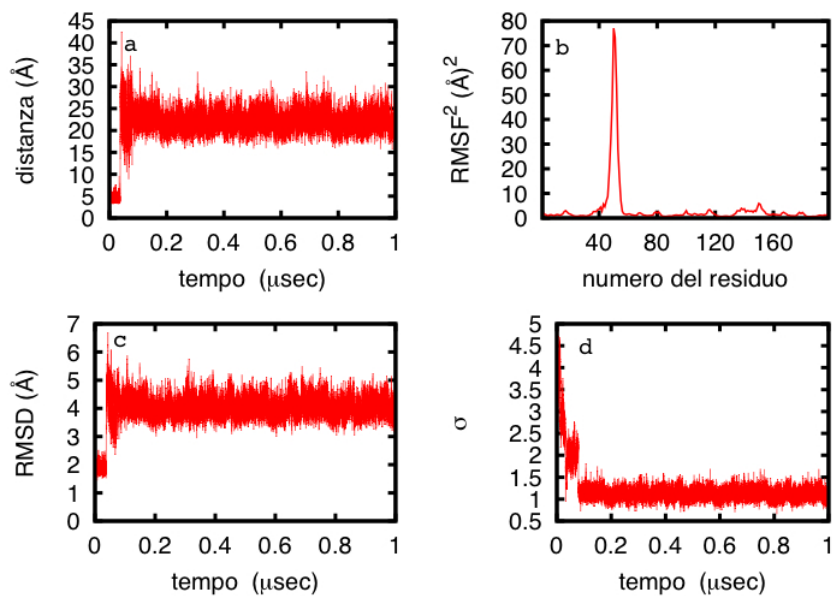 a
distanza (Å)
45
40
35
30
25
20
15
10
5
0
0 0.2 0.4 0.6 0.8 1
tempo (μsec)
b
RMSF² (Å)²
80
70
60
50
40
30
20
10
0
40 80 120 160
numero del residuo
c
RMSD (Å)
7
6
5
4
3
2
1
0
0 0.2 0.4 0.6 0.8 1
tempo (μsec)
d
σ
5
4.5
4
3.5
3
2.5
2
1.5
1
0.5
0 0.2 0.4 0.6 0.8 1
tempo (μsec)